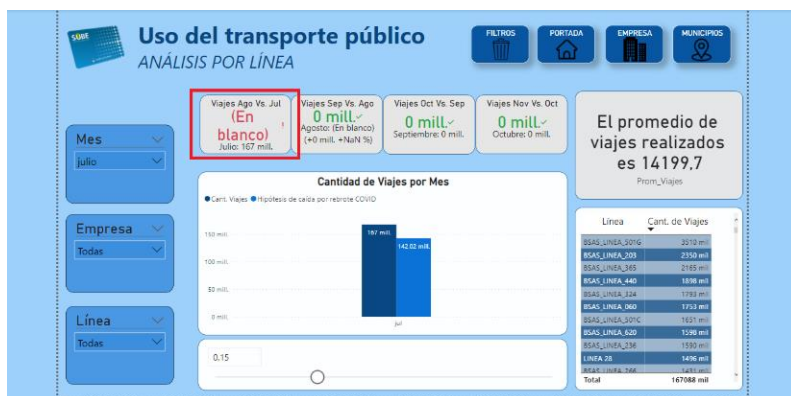 SUBE
Uso del transporte público
ANÁLISIS POR LÍNEA
FILTROS
PORTADA
EMPRESA
MUNICIPIOS
Mes
julio
Empresa
Todas
Línea
Todas
Viajes Ago Vs. Jul
(En
blanco)
!
Julio: 167 mill.
Viajes Sep Vs. Ago
0 mill.
Agosto: (En blanco)
(+0 mill. +NaN %)
Viajes Oct Vs. Sep
0 mill.
Septiembre: 0 mill.
Viajes Nov Vs. Oct
0 mill.
Octubre: 0 mill.
El promedio de
viajes realizados
es 14199,7
Prom_Viajes
Cantidad de Viajes por Mes
Cant. Viajes Hipótesis de caída por rebrote COVID
150 mill.
100 mill.
50 mill.
0 mill.
167 mill.
142.02 mill.
jul
0.15
Línea Cant. de Viajes
BSAS_LINEA_501G 3510 mil
BSAS_LINEA_203 2350 mil
BSAS_LINEA_365 2185 mil
BSAS_LINEA_440 1898 mil
BSAS_LINEA_324 1793 mil
BSAS_LINEA_060 1753 mil
BSAS_LINEA_501C 1651 mil
BSAS_LINEA_620 1598 mil
BSAS_LINEA_236 1590 mil
LINEA 28 1496 mil
Total 167088 mil